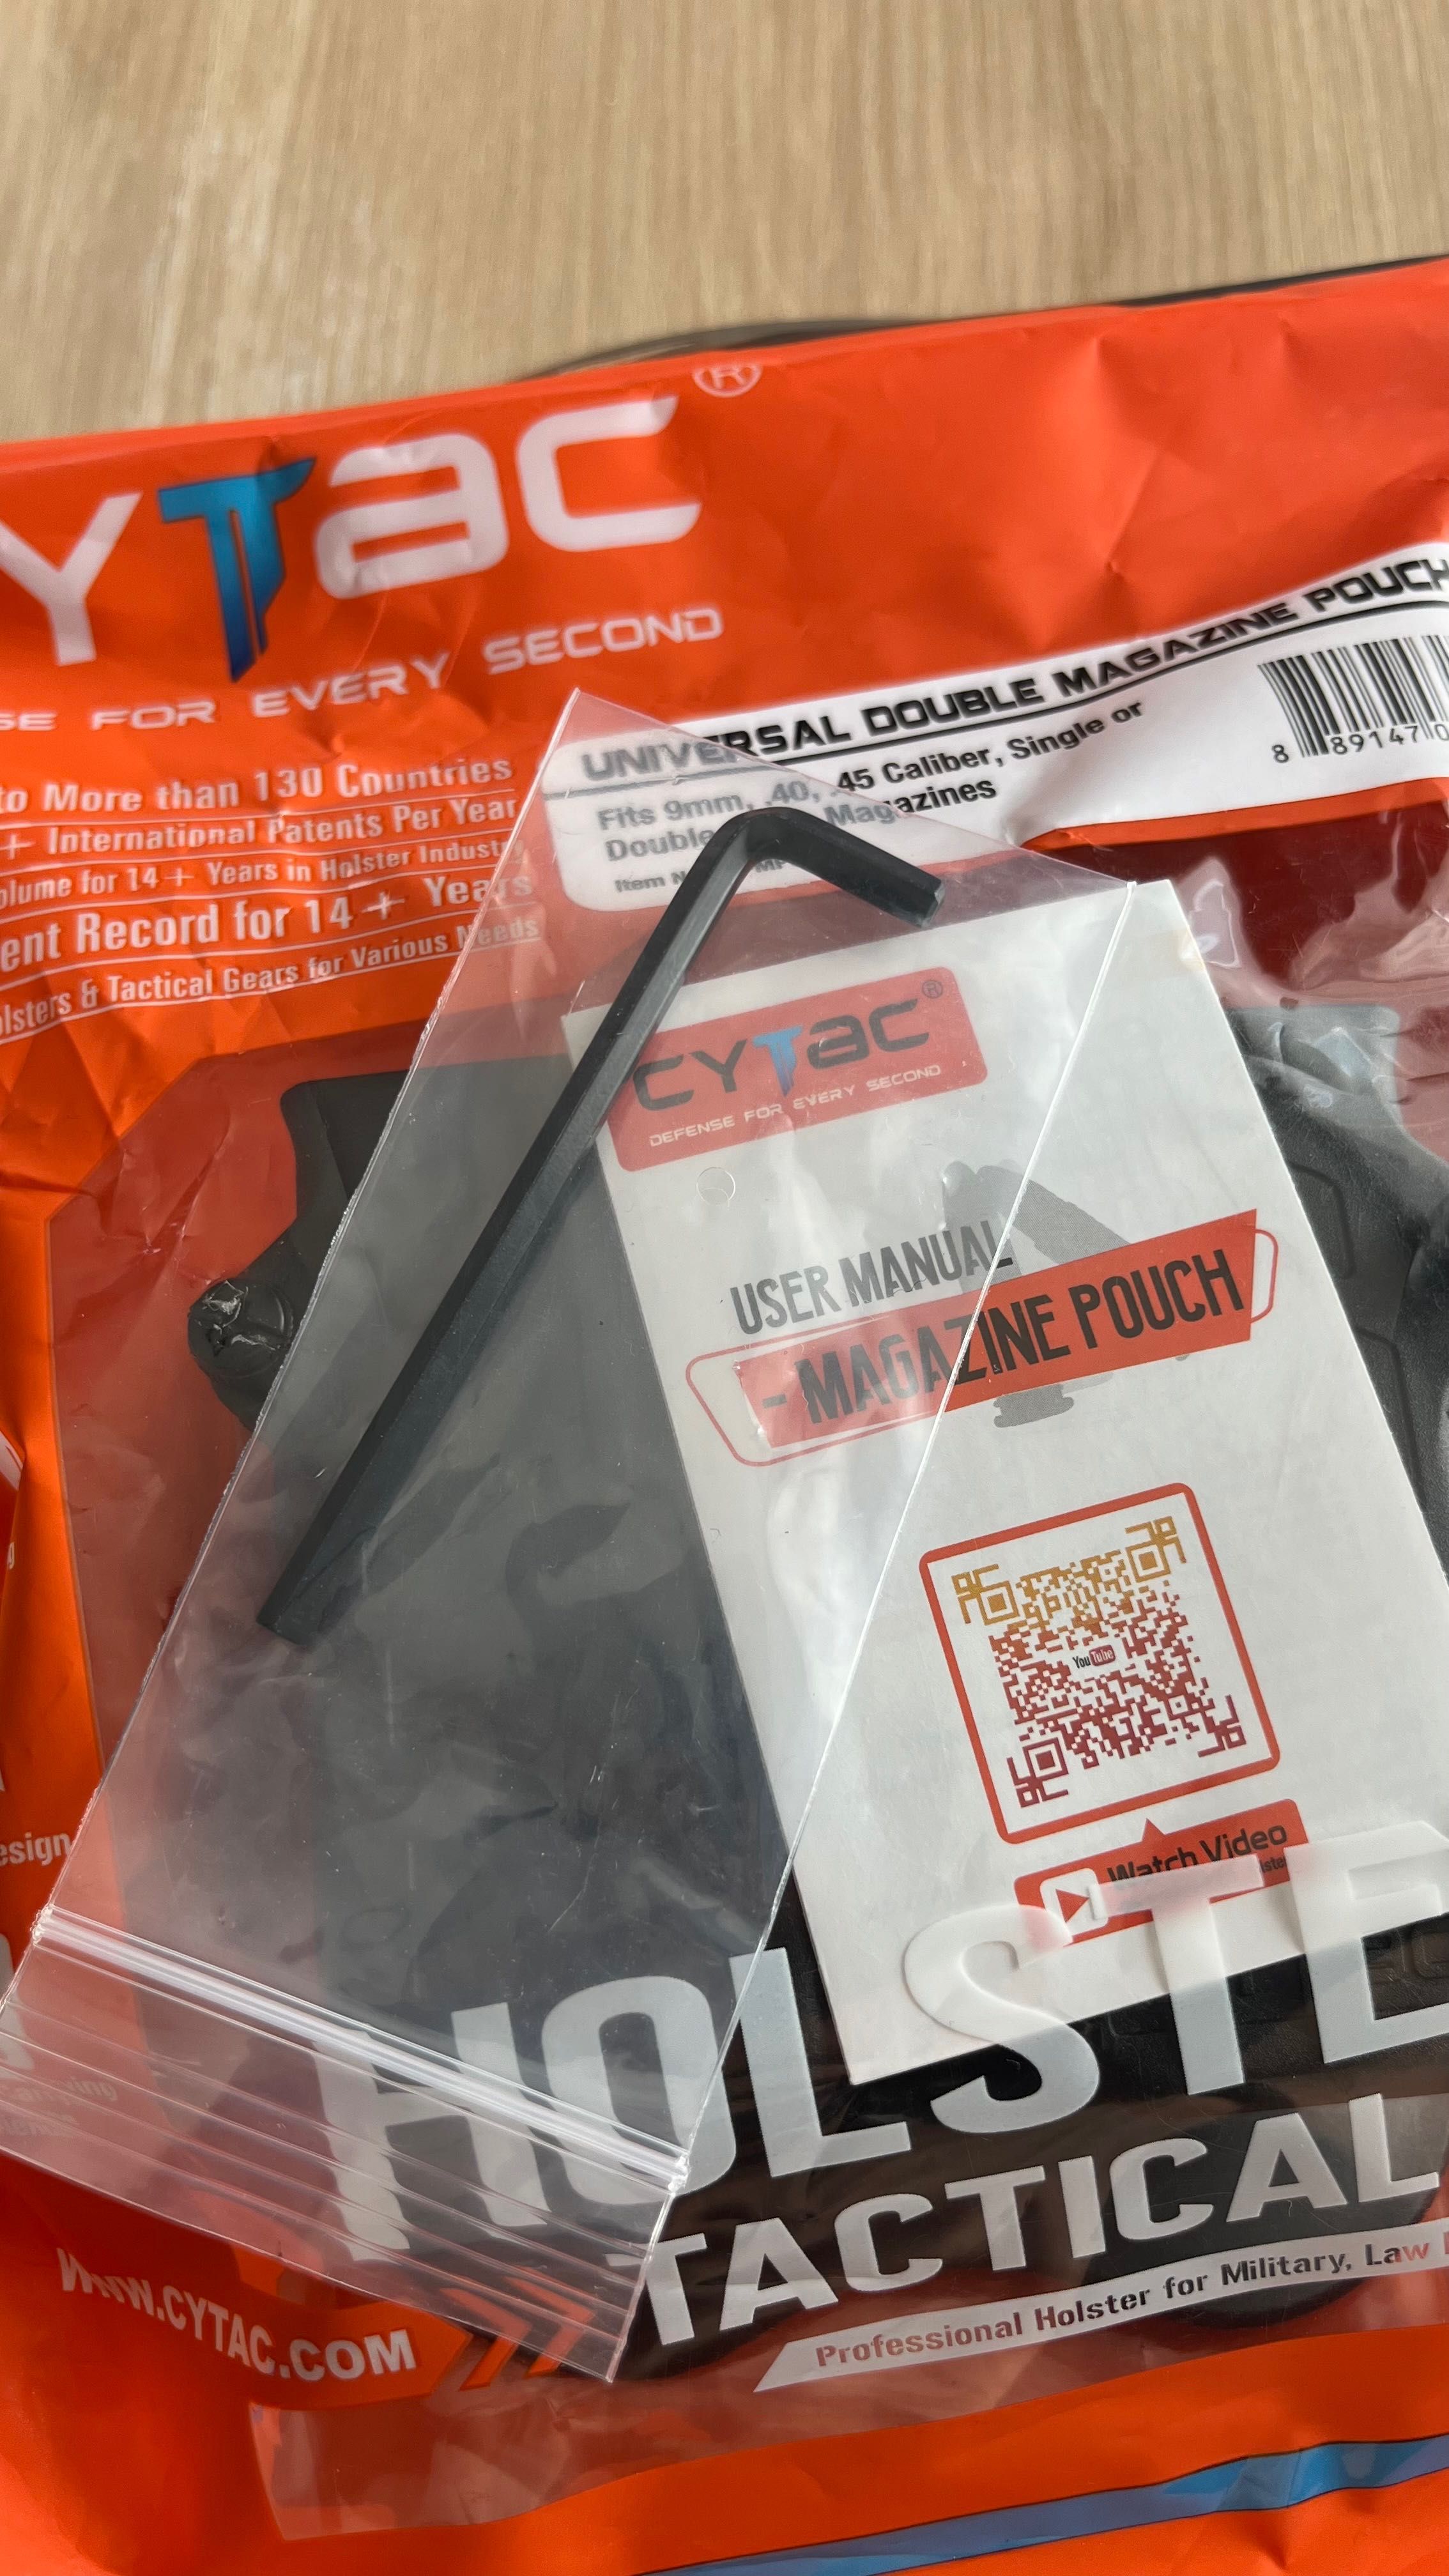 YTAC®
SE FOR EVERY SECOND
to More than 130 Countries
+ International Patents Per Year
olume for 14+ Years in Holster Industry
ent Record for 14+ Years
olsters & Tactical Gears for Various Needs
UNIVERSAL DOUBLE MAGAZINE POUCH
Fits 9mm, .40, .45 Caliber, Single or
Double Magazines
Item
8 89147 0
CYTAC®
DEFENSE FOR EVERY SECOND
USER MANUAL
- MAGAZINE POUCH
YouTube
Watch Video
esign
HOLSTE
TACTICAL
Professional Holster for Military, Law
www.CYTAC.COM